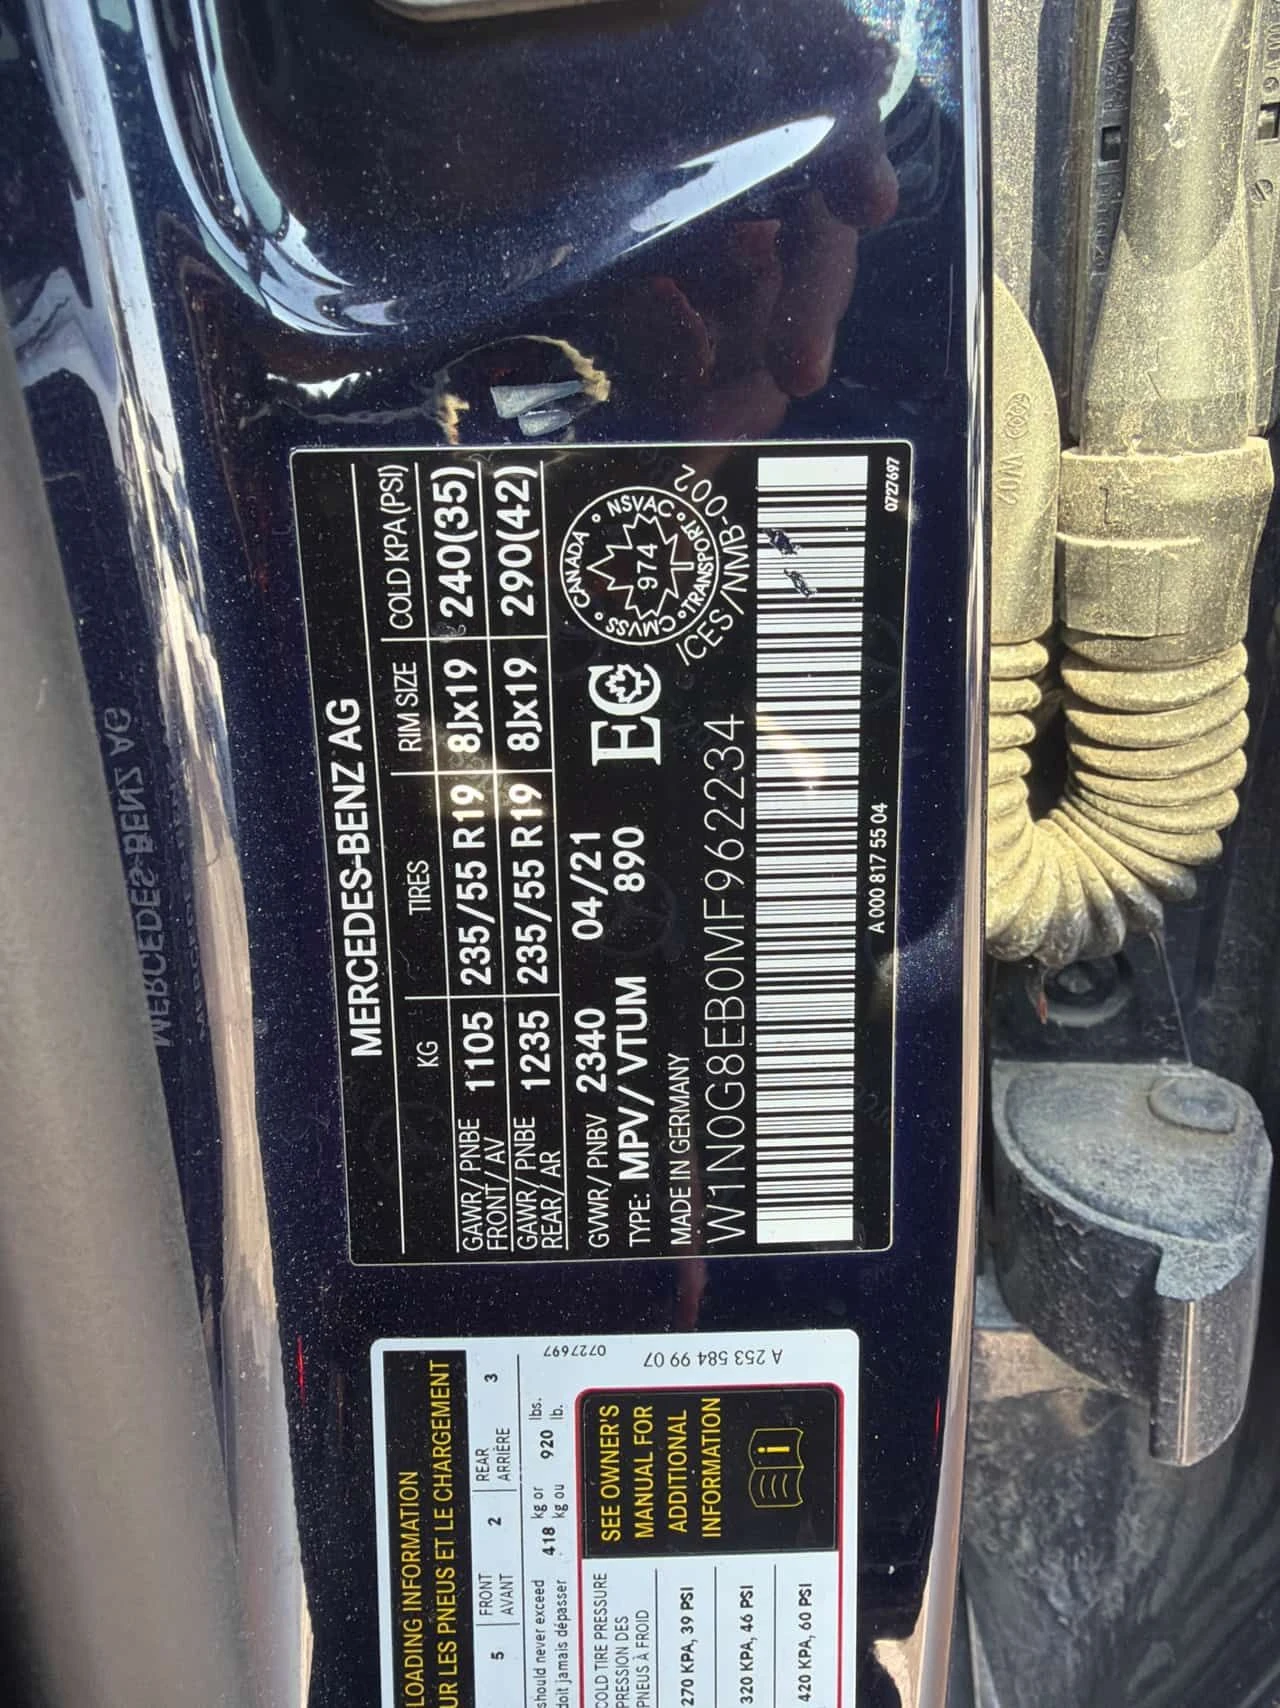 MERCEDES-BENZ AG
KG TIRES RIM SIZE COLD KPA(PSI)
GAWR/PNBE FRONT/AV 1105 235/55 R19 8Jx19 240(35)
GAWR/PNBE REAR/AR 1235 235/55 R19 8Jx19 290(42)
GVWR/PNBV 2340 04/21
TYPE: MPV/VTUM 890
EC
MADE IN GERMANY
CANADA NSVAC TRANSPORT CMVSS
974
ICES/NMB-002
W1N0G8EB0MF962234
A 000 817 55 04
0727697
LOADING INFORMATION
UR LES PNEUS ET LE CHARGEMENT
5 FRONT AVANT 2 REAR ARRIÈRE 3
should never exceed 418 kg or 920 lbs.
doit jamais dépasser kg ou lb.
0727697
A 253 584 99 07
COLD TIRE PRESSURE
PRESSION DES
PNEUS À FROID
270 KPA, 39 PSI
320 KPA, 46 PSI
420 KPA, 60 PSI
SEE OWNER'S
MANUAL FOR
ADDITIONAL
INFORMATION
i
MERCEDES-BENZ AG